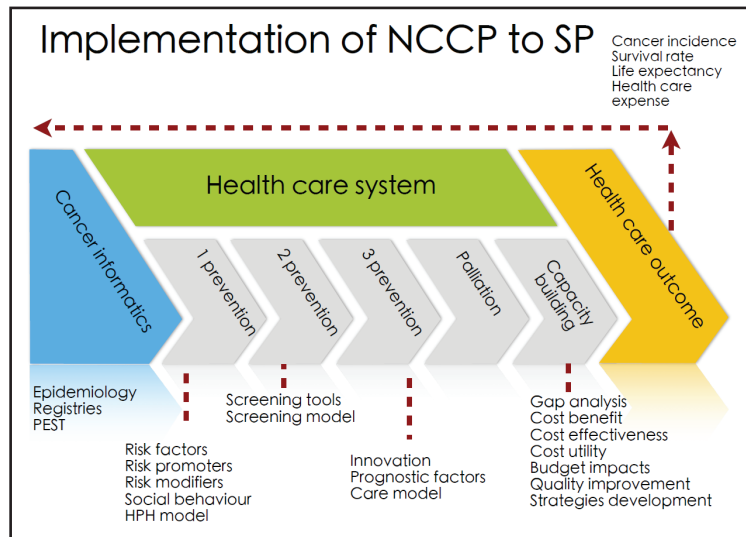 Implementation of NCCP to SP
Cancer incidence
Survival rate
Life expectancy
Health care
expense
Health care system
Cancer informatics
1 prevention
2 prevention
3 prevention
Palliation
Capacity
building
Health care outcome
Epidemiology
Registries
PEST
Risk factors
Risk promoters
Risk modifiers
Social behaviour
HPH model
Screening tools
Screening model
Innovation
Prognostic factors
Care model
Gap analysis
Cost benefit
Cost effectiveness
Cost utility
Budget impacts
Quality improvement
Strategies development